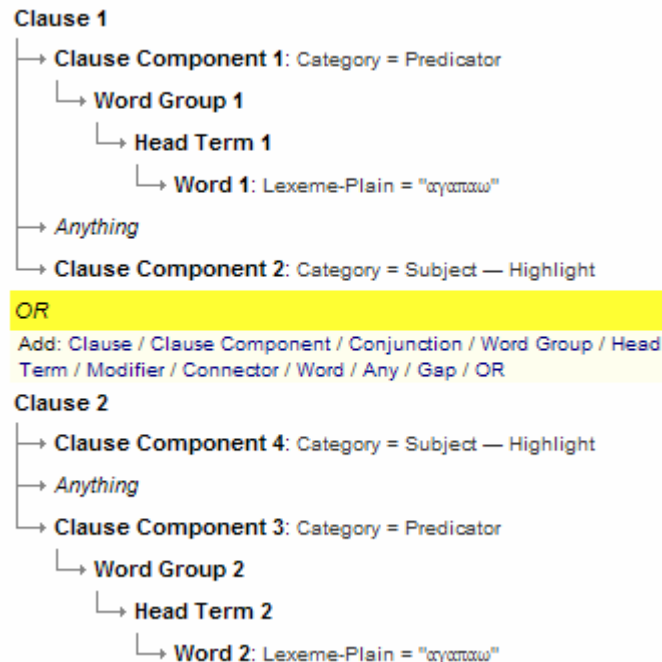 Clause 1
Clause Component 1: Category = Predicator
Word Group 1
Head Term 1
Word 1: Lexeme-Plain = "αγαπαω"
Anything
Clause Component 2: Category = Subject — Highlight
OR
Add: Clause / Clause Component / Conjunction / Word Group / Head
Term / Modifier / Connector / Word / Any / Gap / OR
Clause 2
Clause Component 4: Category = Subject — Highlight
Anything
Clause Component 3: Category = Predicator
Word Group 2
Head Term 2
Word 2: Lexeme-Plain = "αγαπαω"